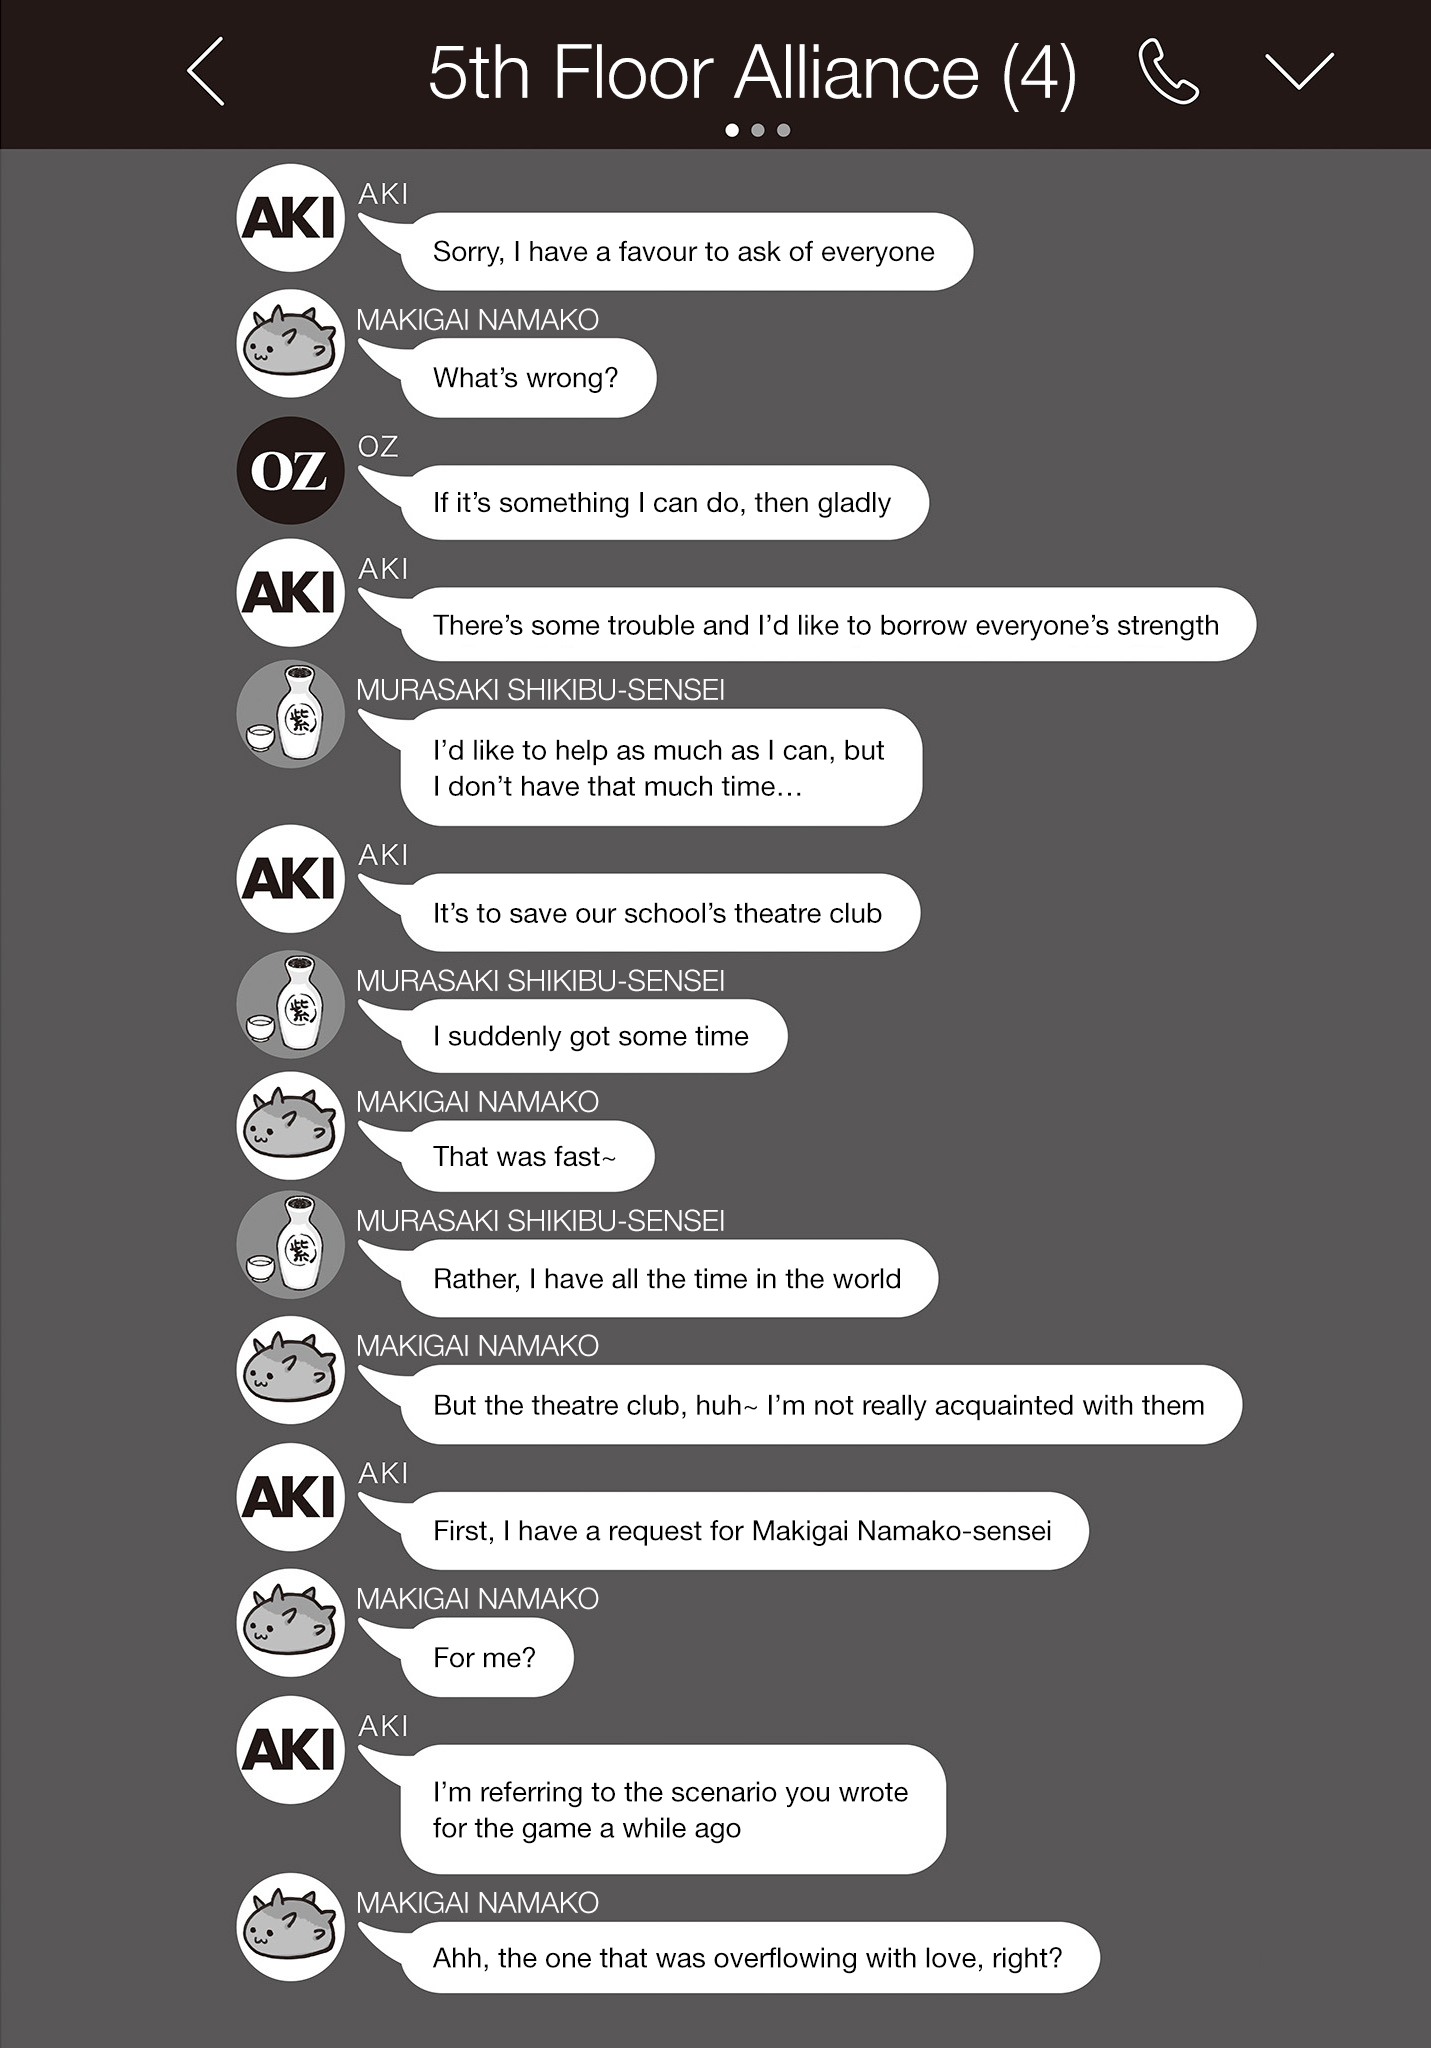 5th Floor Alliance (4)
AKI
AKI
Sorry, I have a favour to ask of everyone
MAKIGAI NAMAKO
What's wrong?
OZ
OZ
If it's something I can do, then gladly
AKI
AKI
There's some trouble and I'd like to borrow everyone's strength
紫
MURASAKI SHIKIBU-SENSEI
I'd like to help as much as I can, but
I don't have that much time...
AKI
AKI
It's to save our school's theatre club
紫
MURASAKI SHIKIBU-SENSEI
I suddenly got some time
MAKIGAI NAMAKO
That was fast~
紫
MURASAKI SHIKIBU-SENSEI
Rather, I have all the time in the world
MAKIGAI NAMAKO
But the theatre club, huh~ I'm not really acquainted with them
AKI
AKI
First, I have a request for Makigai Namako-sensei
MAKIGAI NAMAKO
For me?
AKI
AKI
I'm referring to the scenario you wrote
for the game a while ago
MAKIGAI NAMAKO
Ahh, the one that was overflowing with love, right?